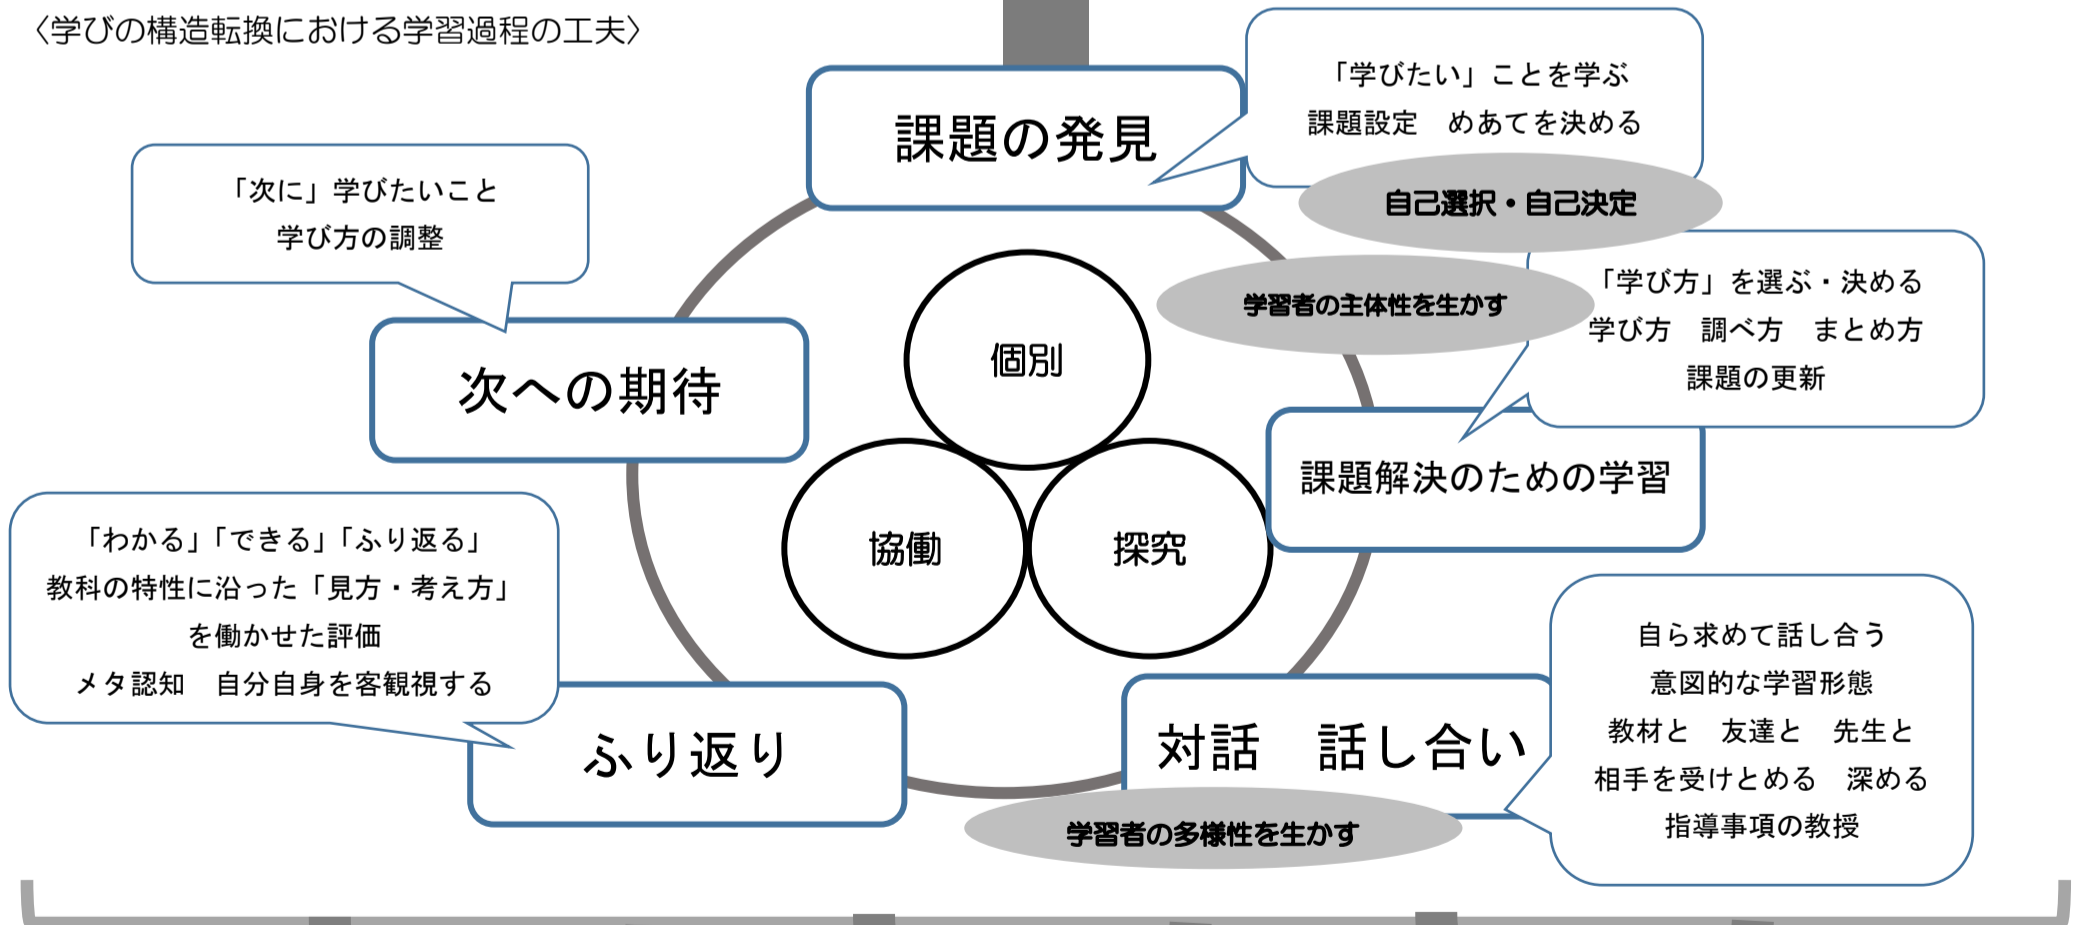 〈学びの構造転換における学習過程の工夫〉
課題の発見
「学びたい」ことを学ぶ
課題設定　めあてを決める
自己選択・自己決定
「次に」学びたいこと
学び方の調整
学習者の主体性を生かす
「学び方」を選ぶ・決める
学び方　調べ方　まとめ方
課題の更新
次への期待
個別
課題解決のための学習
協働
探究
「わかる」「できる」「ふり返る」
教科の特性に沿った「見方・考え方」
を働かせた評価
メタ認知　自分自身を客観視する
ふり返り
対話　話し合い
自ら求めて話し合う
意図的な学習形態
教材と　友達と　先生と
相手を受けとめる　深める
指導事項の教授
学習者の多様性を生かす